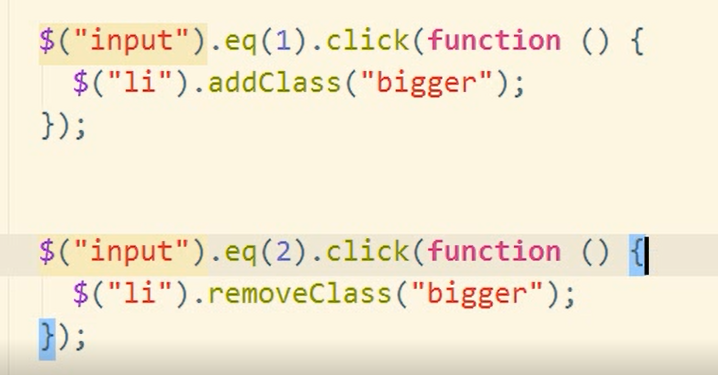 $("input").eq(1).click(function () {
$("li").addClass("bigger");
});
$("input").eq(2).click(function () {
$("li").removeClass("bigger");
});